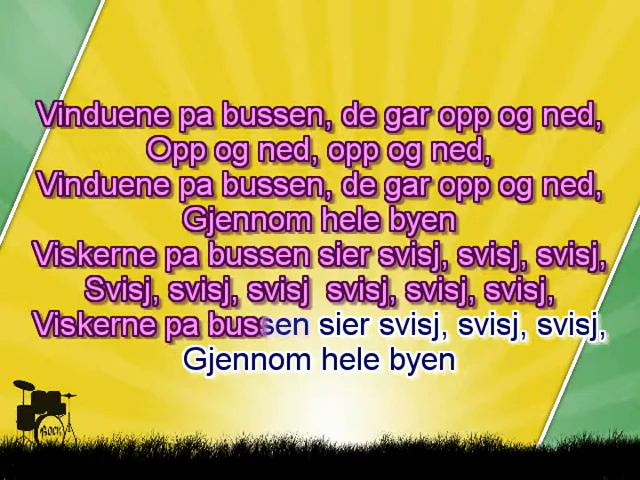 Vinduene pa bussen, de gar opp og ned,
Opp og ned, opp og ned,
Vinduene pa bussen, de gar opp og ned,
Gjennom hele byen
Viskerne pa bussen sier svisj, svisj, svisj,
Svisj, svisj, svisj  svisj, svisj, svisj,
Viskerne pa bussen sier svisj, svisj, svisj,
Gjennom hele byen
ROCK